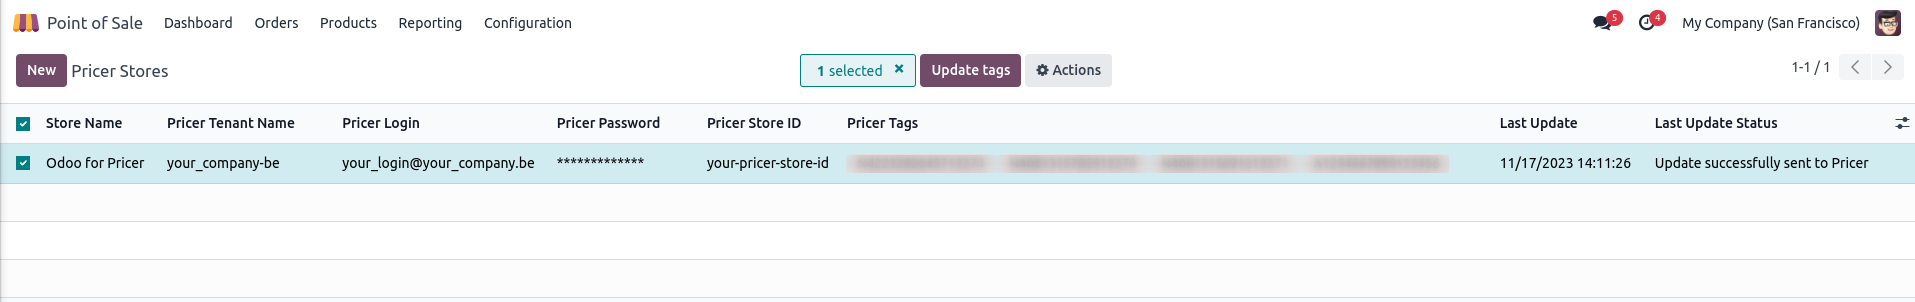 Point of Sale Dashboard Orders Products Reporting Configuration 5 4 My Company (San Francisco)
New Pricer Stores 1 selected × Update tags Actions 1-1 / 1
Store Name Pricer Tenant Name Pricer Login Pricer Password Pricer Store ID Pricer Tags Last Update Last Update Status
Odoo for Pricer your_company-be your_login@your_company.be ************* your-pricer-store-id 11/17/2023 14:11:26 Update successfully sent to Pricer